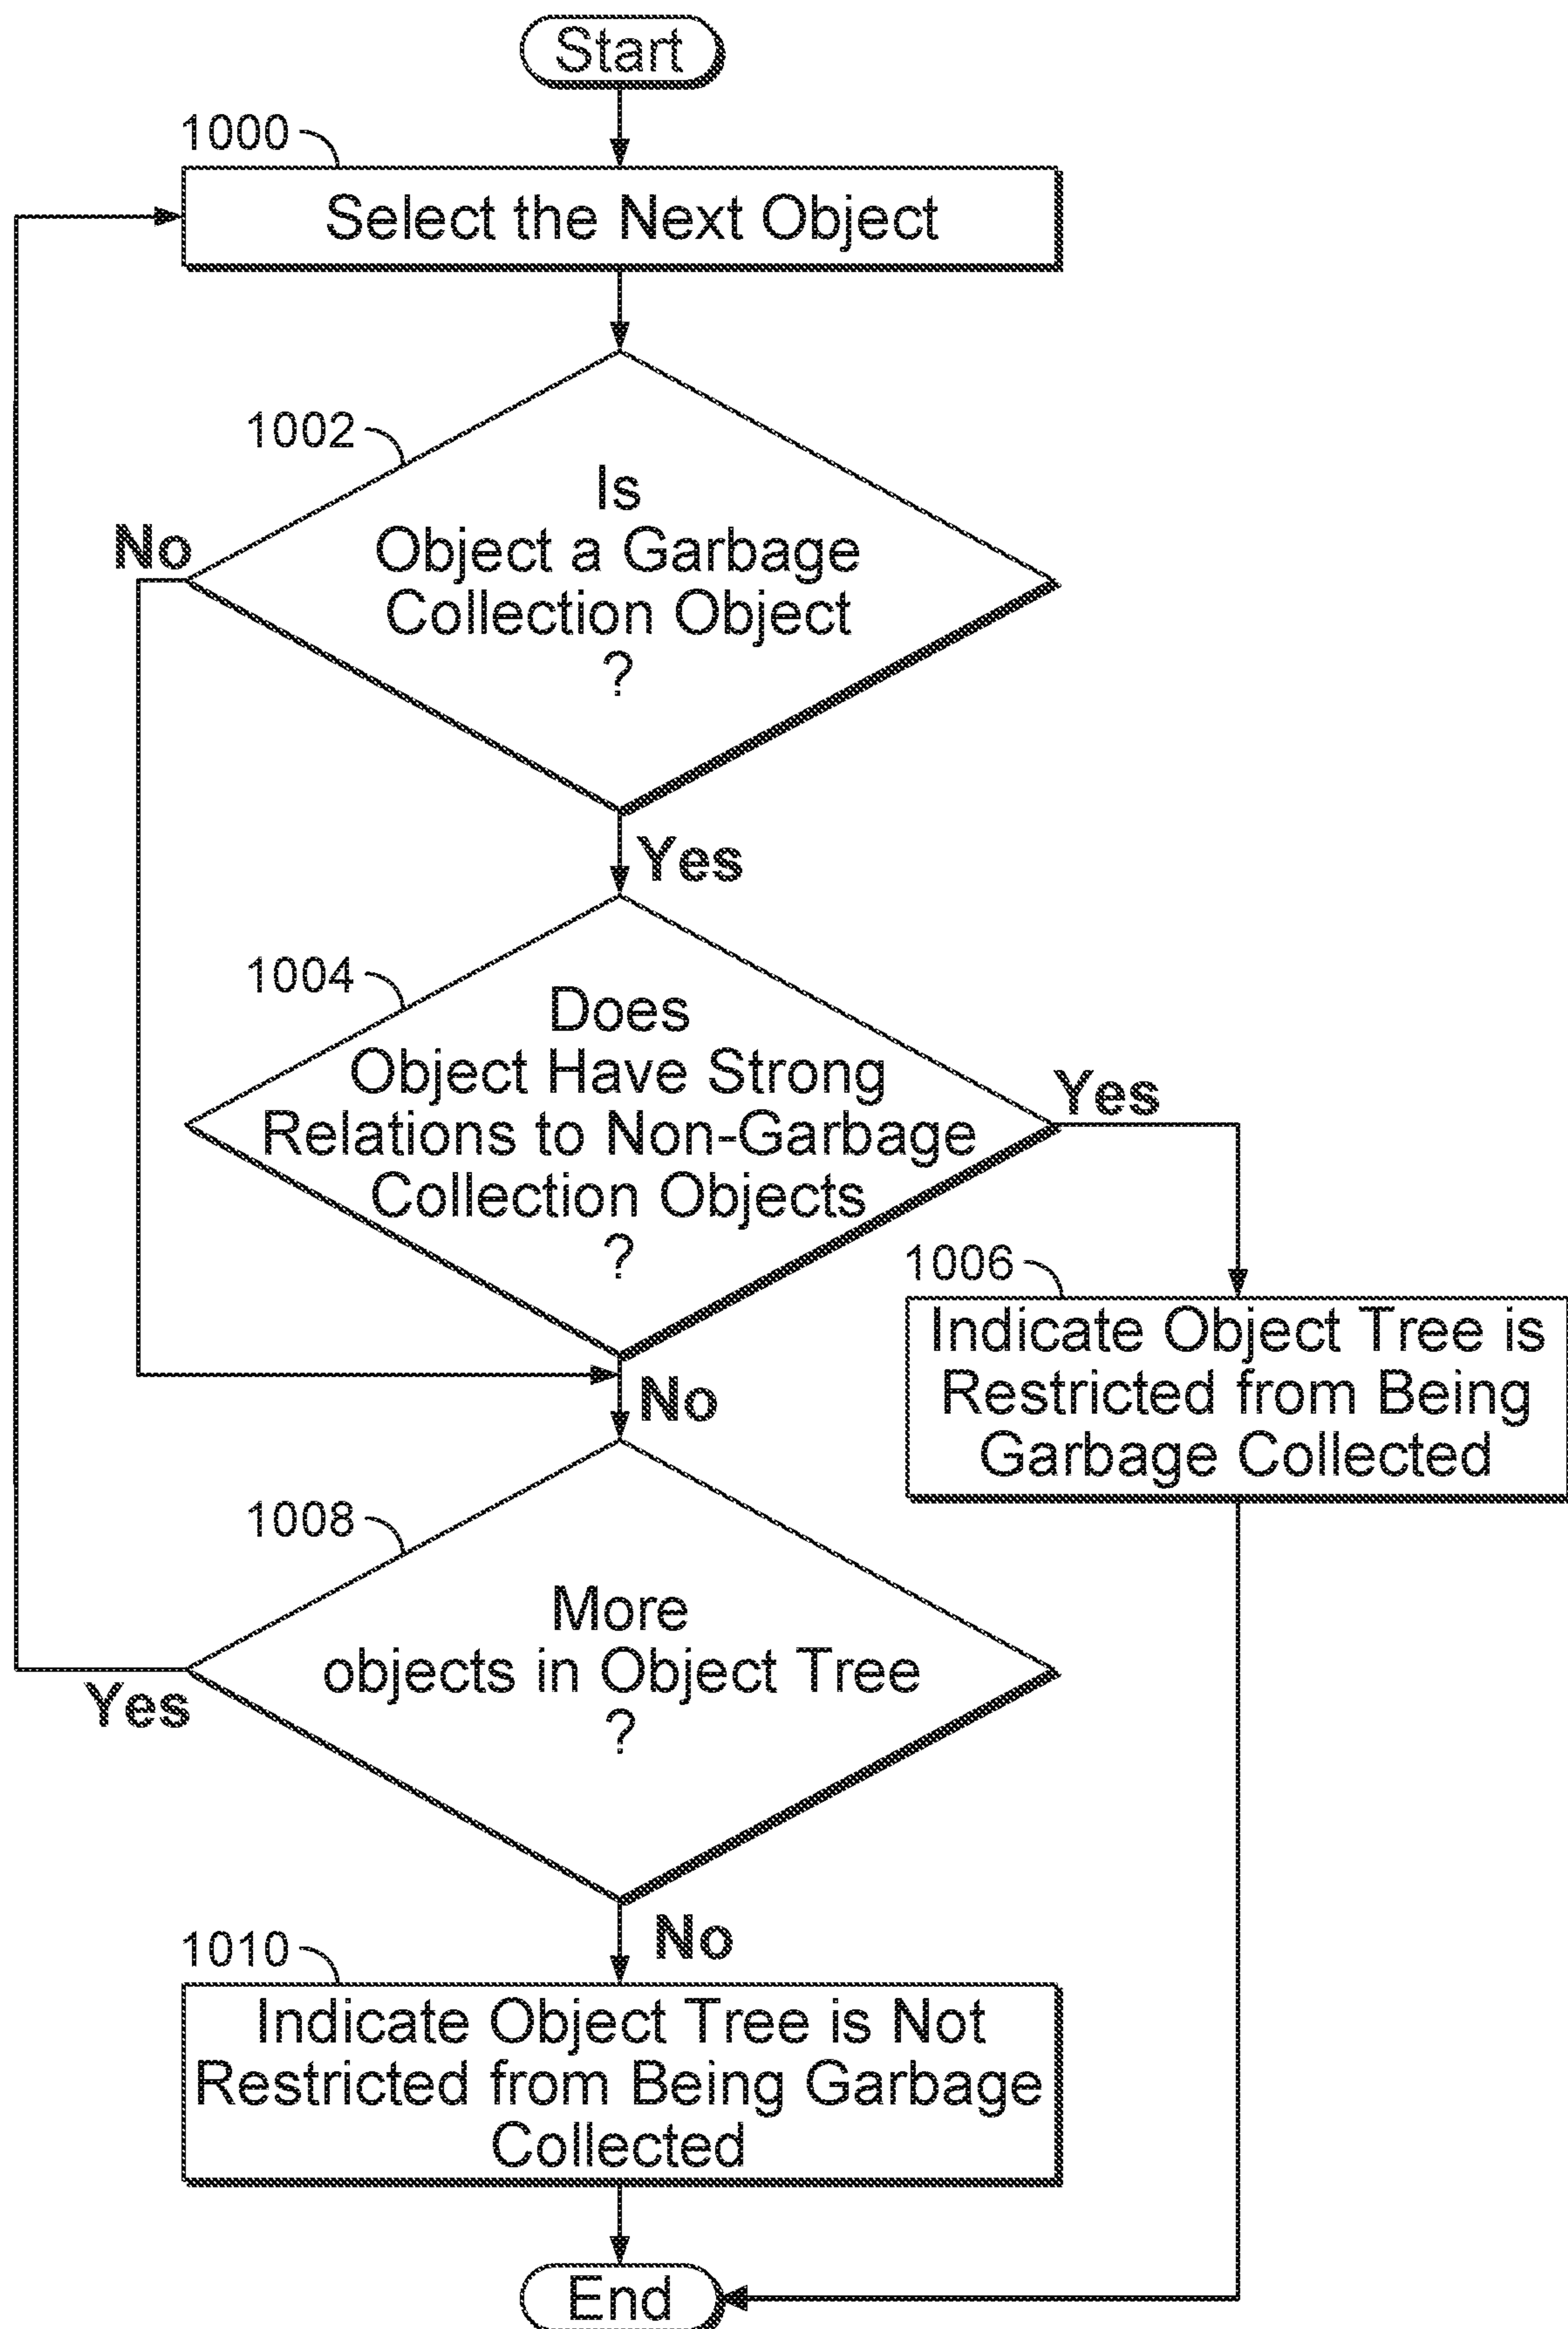 Start
1000
Select the Next Object
1002
Is
Object a Garbage
Collection Object
?
No
Yes
1004
Does
Object Have Strong
Relations to Non-Garbage
Collection Objects
?
Yes
1006
Indicate Object Tree is
Restricted from Being
Garbage Collected
No
1008
More
objects in Object Tree
?
Yes
No
1010
Indicate Object Tree is Not
Restricted from Being Garbage
Collected
End